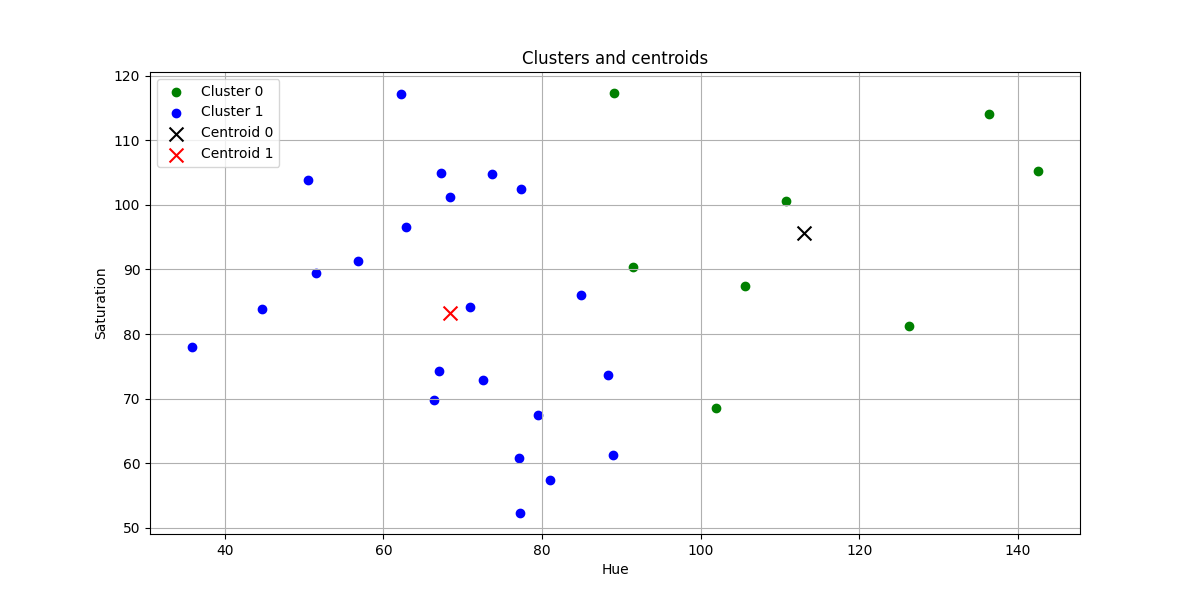 Clusters and centroids
Cluster 0
Cluster 1
Centroid 0
Centroid 1
120
110
100
90
80
70
60
50
Saturation
40 60 80 100 120 140
Hue